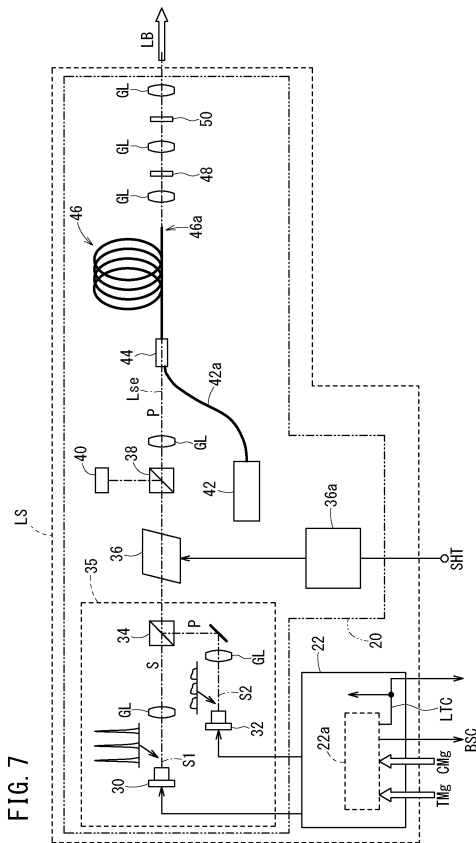 FIG. 7
LS
LB
GL
50
GL
48
GL
46
46a
44
42a
Lse
P
GL
40
38
42
36
36a
SHT
35
20
34
S
P
GL
GL
S1
S2
30
32
22
22a
LTC
BSC
CMg
TMg